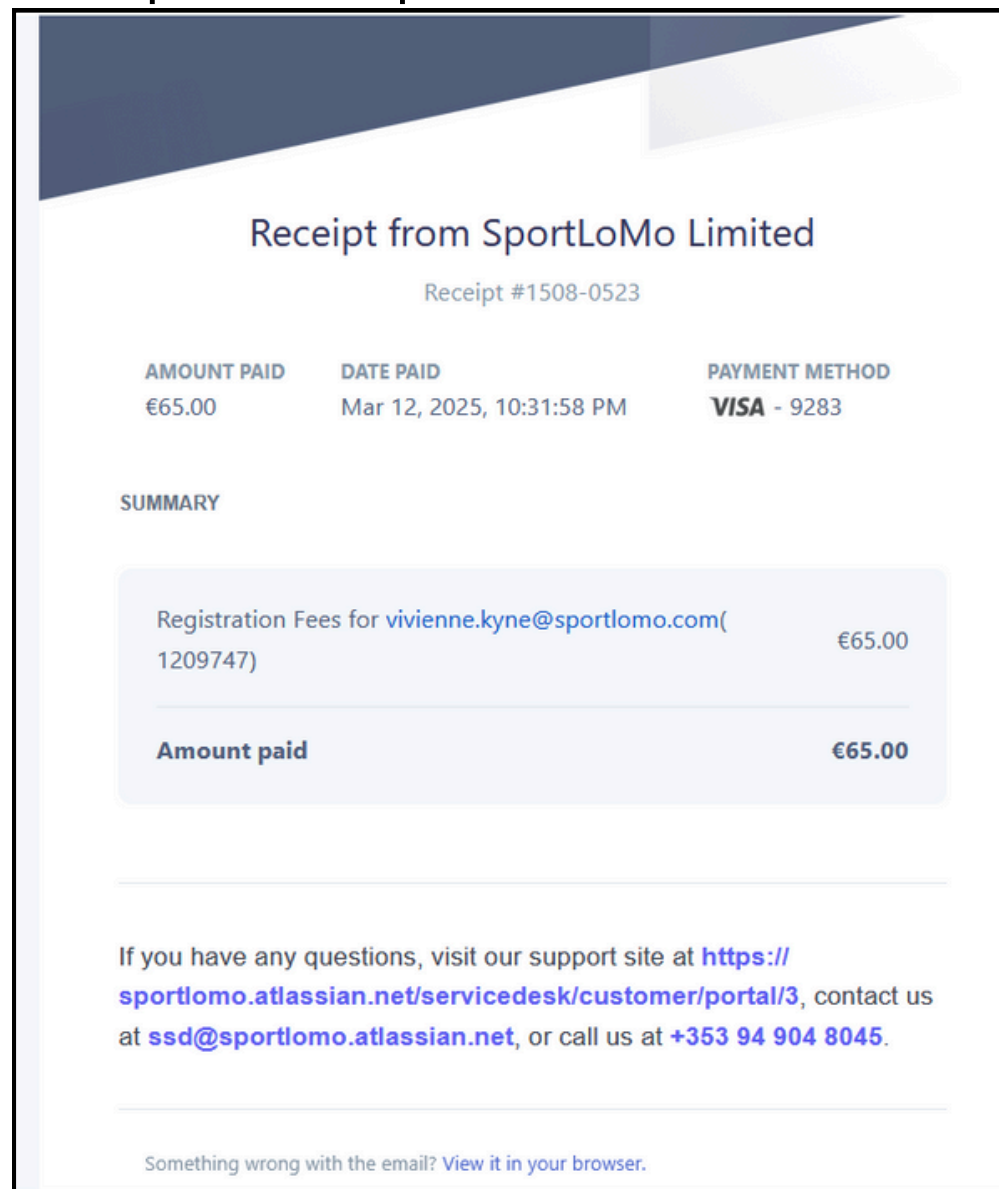 Receipt from SportLoMo Limited
Receipt #1508-0523
AMOUNT PAID DATE PAID PAYMENT METHOD
€65.00 Mar 12, 2025, 10:31:58 PM VISA - 9283
SUMMARY
Registration Fees for vivienne.kyne@sportlomo.com(
1209747) €65.00
Amount paid €65.00
If you have any questions, visit our support site at https://
sportlomo.atlassian.net/servicedesk/customer/portal/3, contact us
at ssd@sportlomo.atlassian.net, or call us at +353 94 904 8045.
Something wrong with the email? View it in your browser.